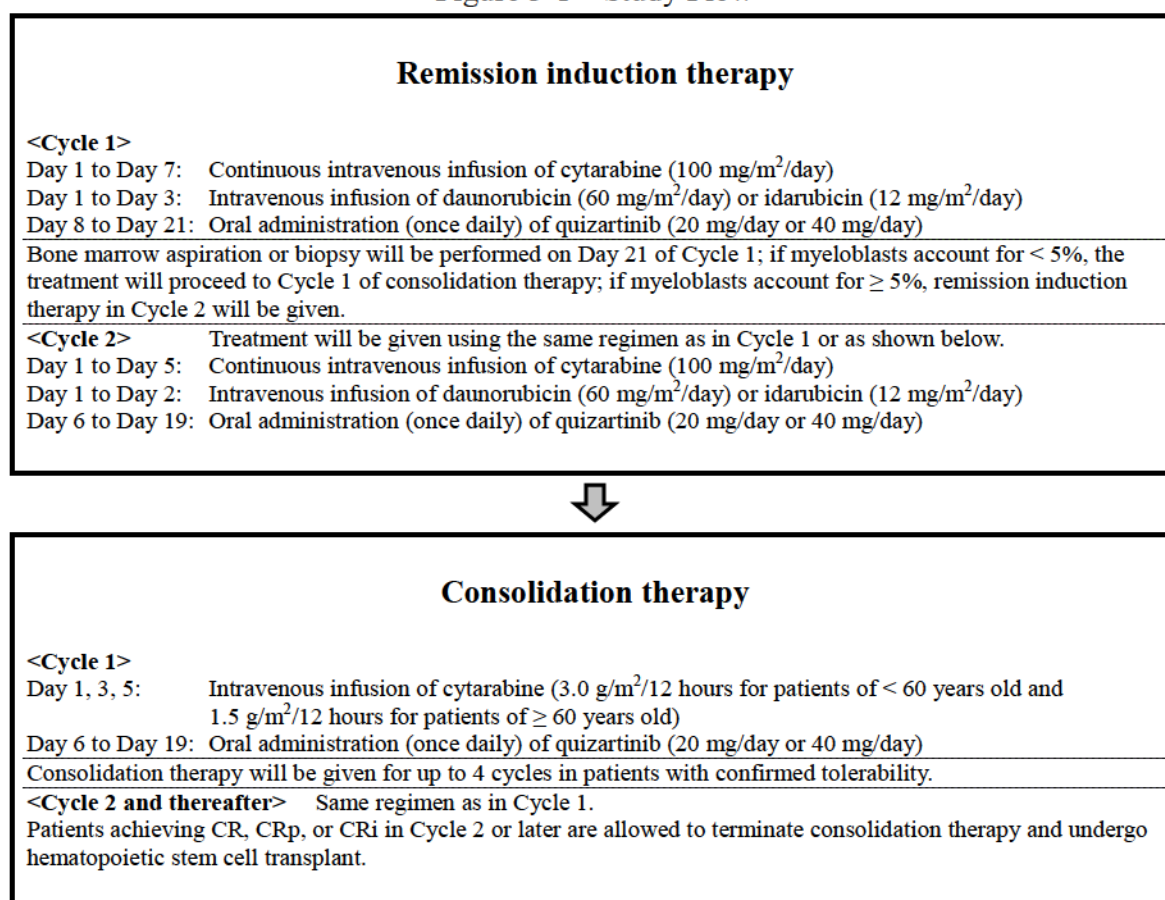 Remission induction therapy
<Cycle 1>
Day 1 to Day 7: Continuous intravenous infusion of cytarabine (100 mg/m²/day)
Day 1 to Day 3: Intravenous infusion of daunorubicin (60 mg/m²/day) or idarubicin (12 mg/m²/day)
Day 8 to Day 21: Oral administration (once daily) of quizartinib (20 mg/day or 40 mg/day)
Bone marrow aspiration or biopsy will be performed on Day 21 of Cycle 1; if myeloblasts account for < 5%, the
treatment will proceed to Cycle 1 of consolidation therapy; if myeloblasts account for ≥ 5%, remission induction
therapy in Cycle 2 will be given.
<Cycle 2> Treatment will be given using the same regimen as in Cycle 1 or as shown below.
Day 1 to Day 5: Continuous intravenous infusion of cytarabine (100 mg/m²/day)
Day 1 to Day 2: Intravenous infusion of daunorubicin (60 mg/m²/day) or idarubicin (12 mg/m²/day)
Day 6 to Day 19: Oral administration (once daily) of quizartinib (20 mg/day or 40 mg/day)
Consolidation therapy
<Cycle 1>
Day 1, 3, 5: Intravenous infusion of cytarabine (3.0 g/m²/12 hours for patients of < 60 years old and
1.5 g/m²/12 hours for patients of ≥ 60 years old)
Day 6 to Day 19: Oral administration (once daily) of quizartinib (20 mg/day or 40 mg/day)
Consolidation therapy will be given for up to 4 cycles in patients with confirmed tolerability.
<Cycle 2 and thereafter> Same regimen as in Cycle 1.
Patients achieving CR, CRp, or CRi in Cycle 2 or later are allowed to terminate consolidation therapy and undergo
hematopoietic stem cell transplant.